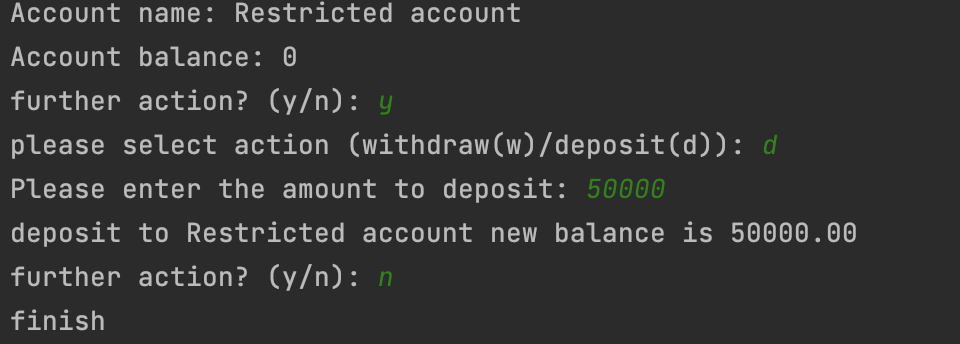 Account name: Restricted account
Account balance: 0
further action? (y/n): y
please select action (withdraw(w)/deposit(d)): d
Please enter the amount to deposit: 50000
deposit to Restricted account new balance is 50000.00
further action? (y/n): n
finish